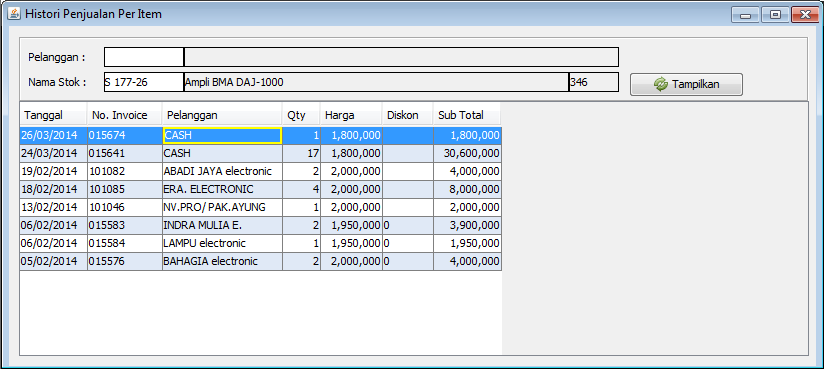 Histori Penjualan Per Item
Pelanggan :
Nama Stok : S 177-26 Ampli BMA DAJ-1000 346 Tampilkan
Tanggal No. Invoice Pelanggan Qty Harga Diskon Sub Total
26/03/2014 015674 CASH 1 1,800,000 1,800,000
24/03/2014 015641 CASH 17 1,800,000 30,600,000
19/02/2014 101082 ABADI JAYA electronic 2 2,000,000 4,000,000
18/02/2014 101085 ERA. ELECTRONIC 4 2,000,000 8,000,000
13/02/2014 101046 NV.PRO/ PAK.AYUNG 1 2,000,000 2,000,000
06/02/2014 015583 INDRA MULIA E. 2 1,950,000 0 3,900,000
06/02/2014 015584 LAMPU electronic 1 1,950,000 0 1,950,000
05/02/2014 015576 BAHAGIA electronic 2 2,000,000 0 4,000,000